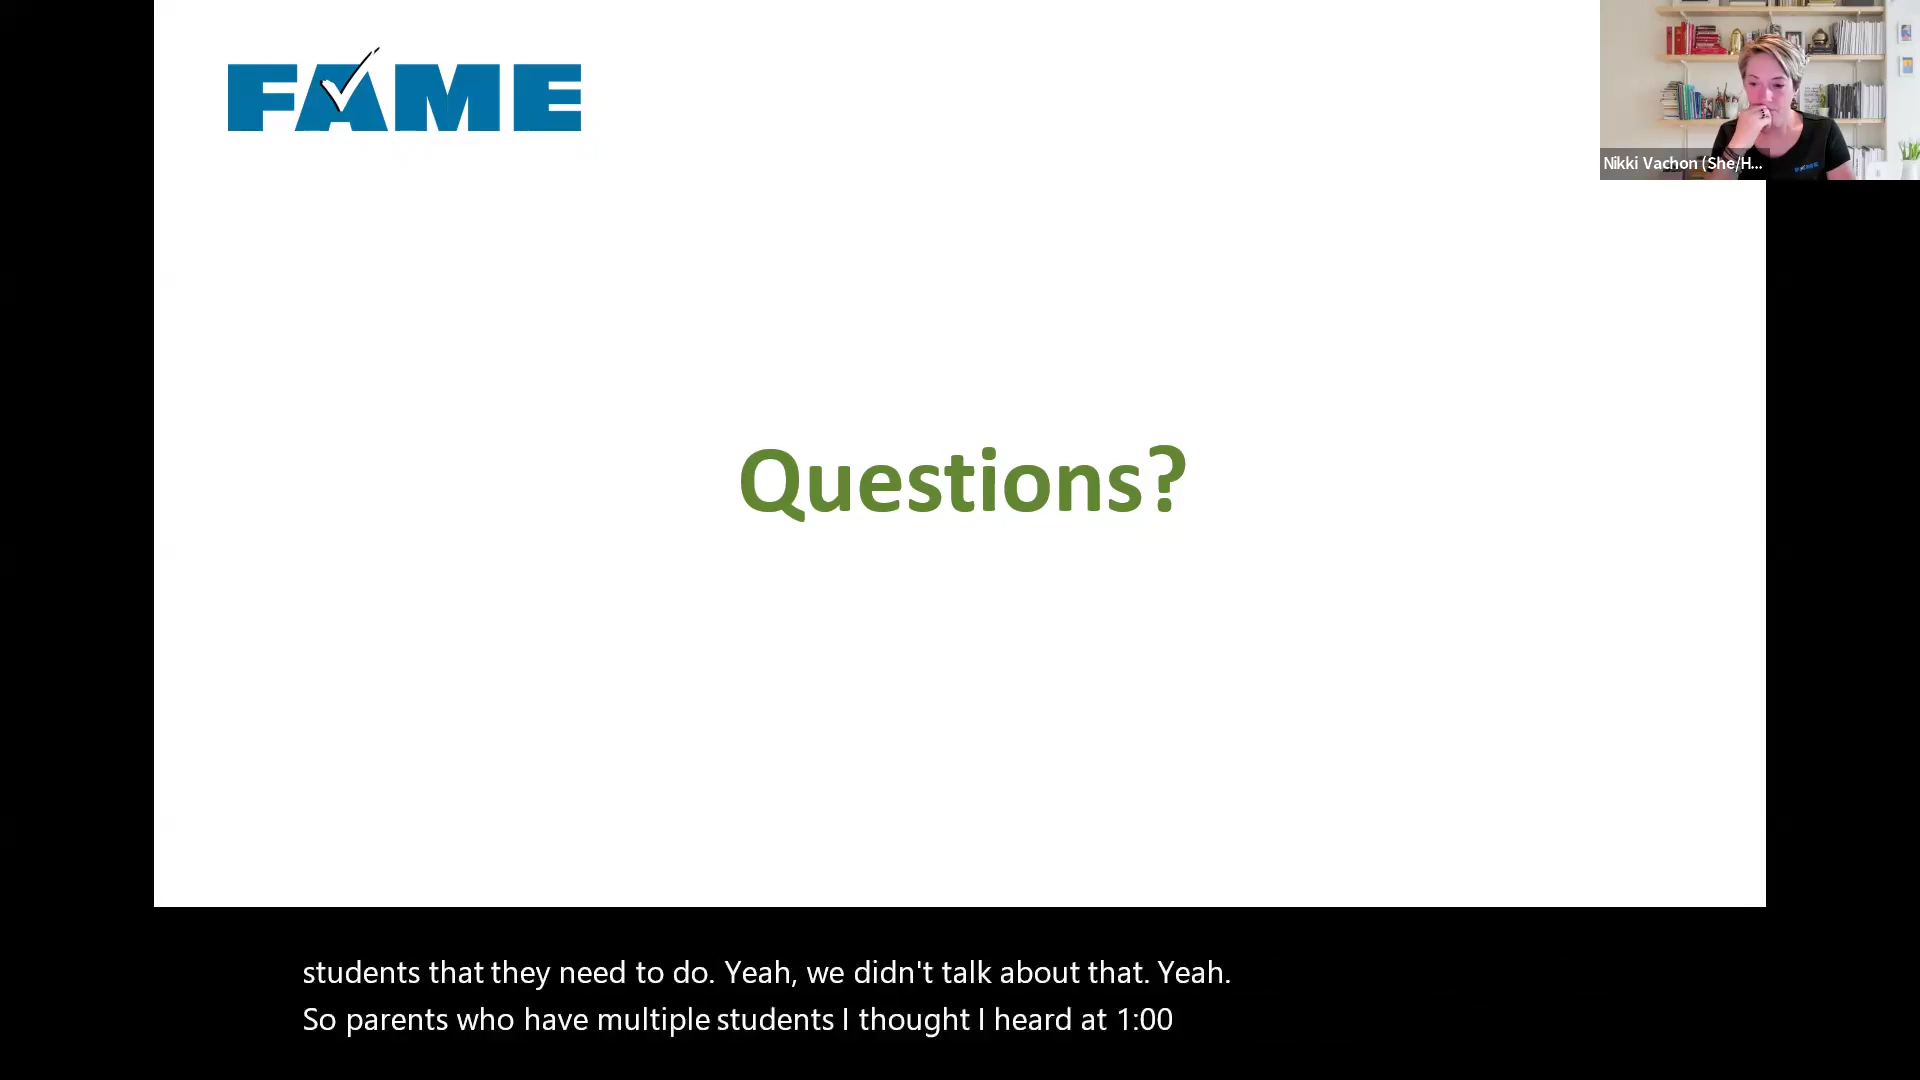 FAME
Nikki Vachon (She/H...
Questions?
students that they need to do. Yeah, we didn't talk about that. Yeah.
So parents who have multiple students I thought I heard at 1:00